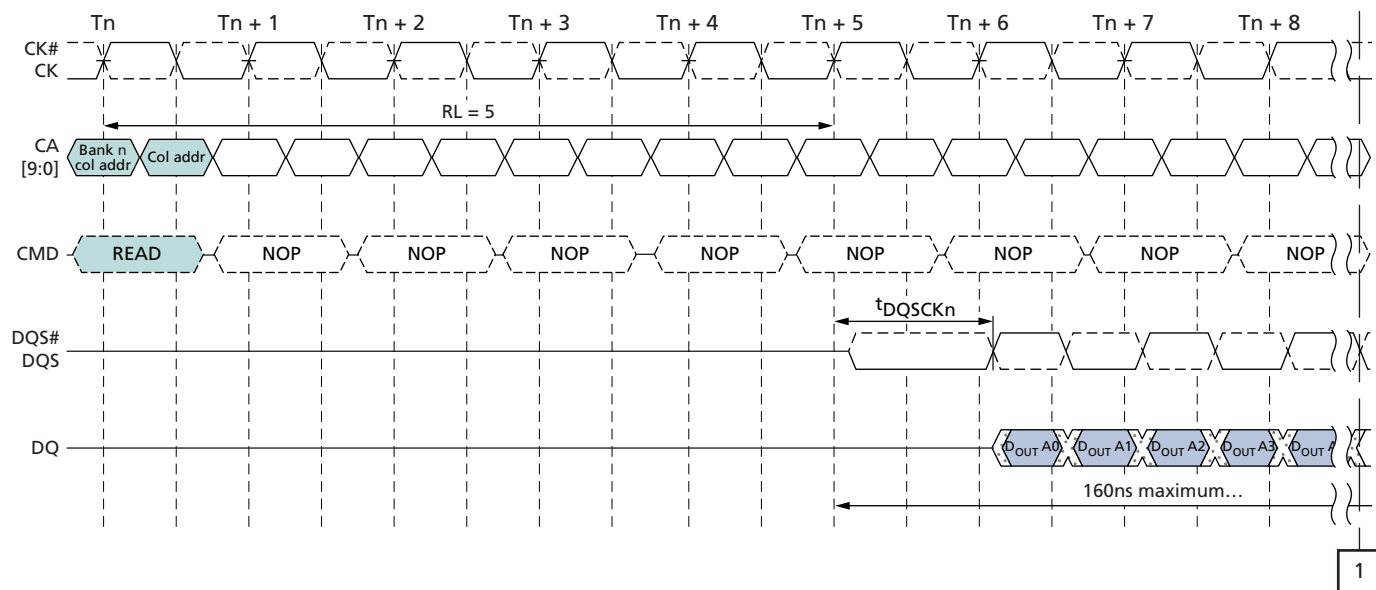 Tn Tn + 1 Tn + 2 Tn + 3 Tn + 4 Tn + 5 Tn + 6 Tn + 7 Tn + 8
CK#
CK
RL = 5
CA
[9:0]
Bank n
col addr
Col addr
CMD
READ NOP NOP NOP NOP NOP NOP NOP NOP
tDQSCKn
DQS#
DQS
DQ
DOUT A0 DOUT A1 DOUT A2 DOUT A3 DOUT A
160ns maximum…
1